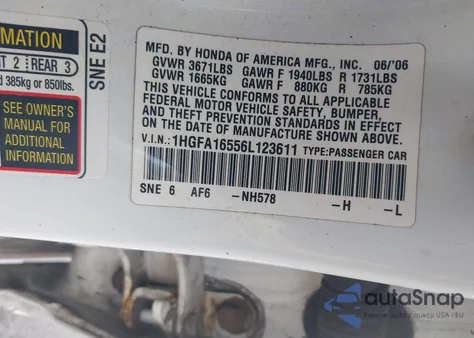 MATION
T 2 | REAR 3
d 385kg or 850lbs.
SEE OWNER'S
MANUAL FOR
ADDITIONAL
INFORMATION
SNE E2
MFD. BY HONDA OF AMERICA MFG., INC. 06/'06
GVWR 3671LBS GAWR F 1940LBS R 1731LBS
GVWR 1665KG GAWR F 880KG R 785KG
THIS VEHICLE CONFORMS TO ALL APPLICABLE
FEDERAL MOTOR VEHICLE SAFETY, BUMPER,
AND THEFT PREVENTION STANDARDS IN EFFECT
ON THE DATE OF MANUFACTURE SHOWN ABOVE.
V.I.N.: 1HGFA16556L123611 TYPE:PASSENGER CAR
SNE 6 AF6 -NH578 -H -L
autoSnap